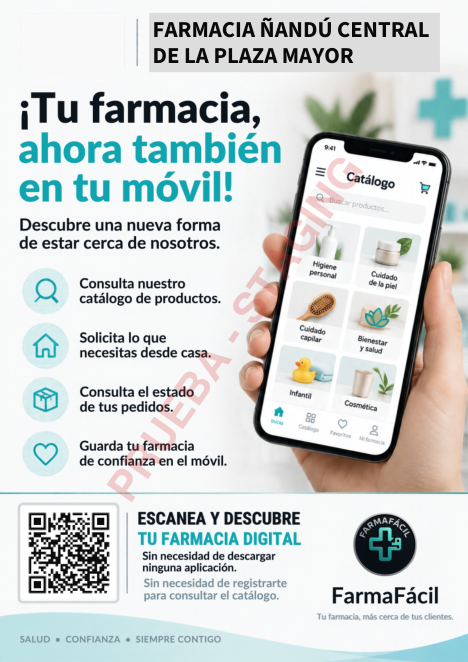 FARMACIA ÑANDÚ CENTRAL
DE LA PLAZA MAYOR
¡Tu farmacia,
ahora también
en tu móvil!
Descubre una nueva forma
de estar cerca de nosotros.
Consulta nuestro
catálogo de productos.
Solicita lo que
necesitas desde casa.
Consulta el estado
de tus pedidos.
Guarda tu farmacia
de confianza en el móvil.
9:41
Catálogo
Buscar productos...
Higiene
personal
Cuidado
de la piel
Cuidado
capilar
Bienestar
y salud
Infantil
Cosmética
Inicio
Catálogo
Favoritos
Mi farmacia
PRUEBA - STAGING
ESCANEA Y DESCUBRE
TU FARMACIA DIGITAL
Sin necesidad de descargar
ninguna aplicación.
Sin necesidad de registrarte
para consultar el catálogo.
FARMAFÁCIL
FarmaFácil
Tu farmacia, más cerca de tus clientes.
SALUD • CONFIANZA • SIEMPRE CONTIGO